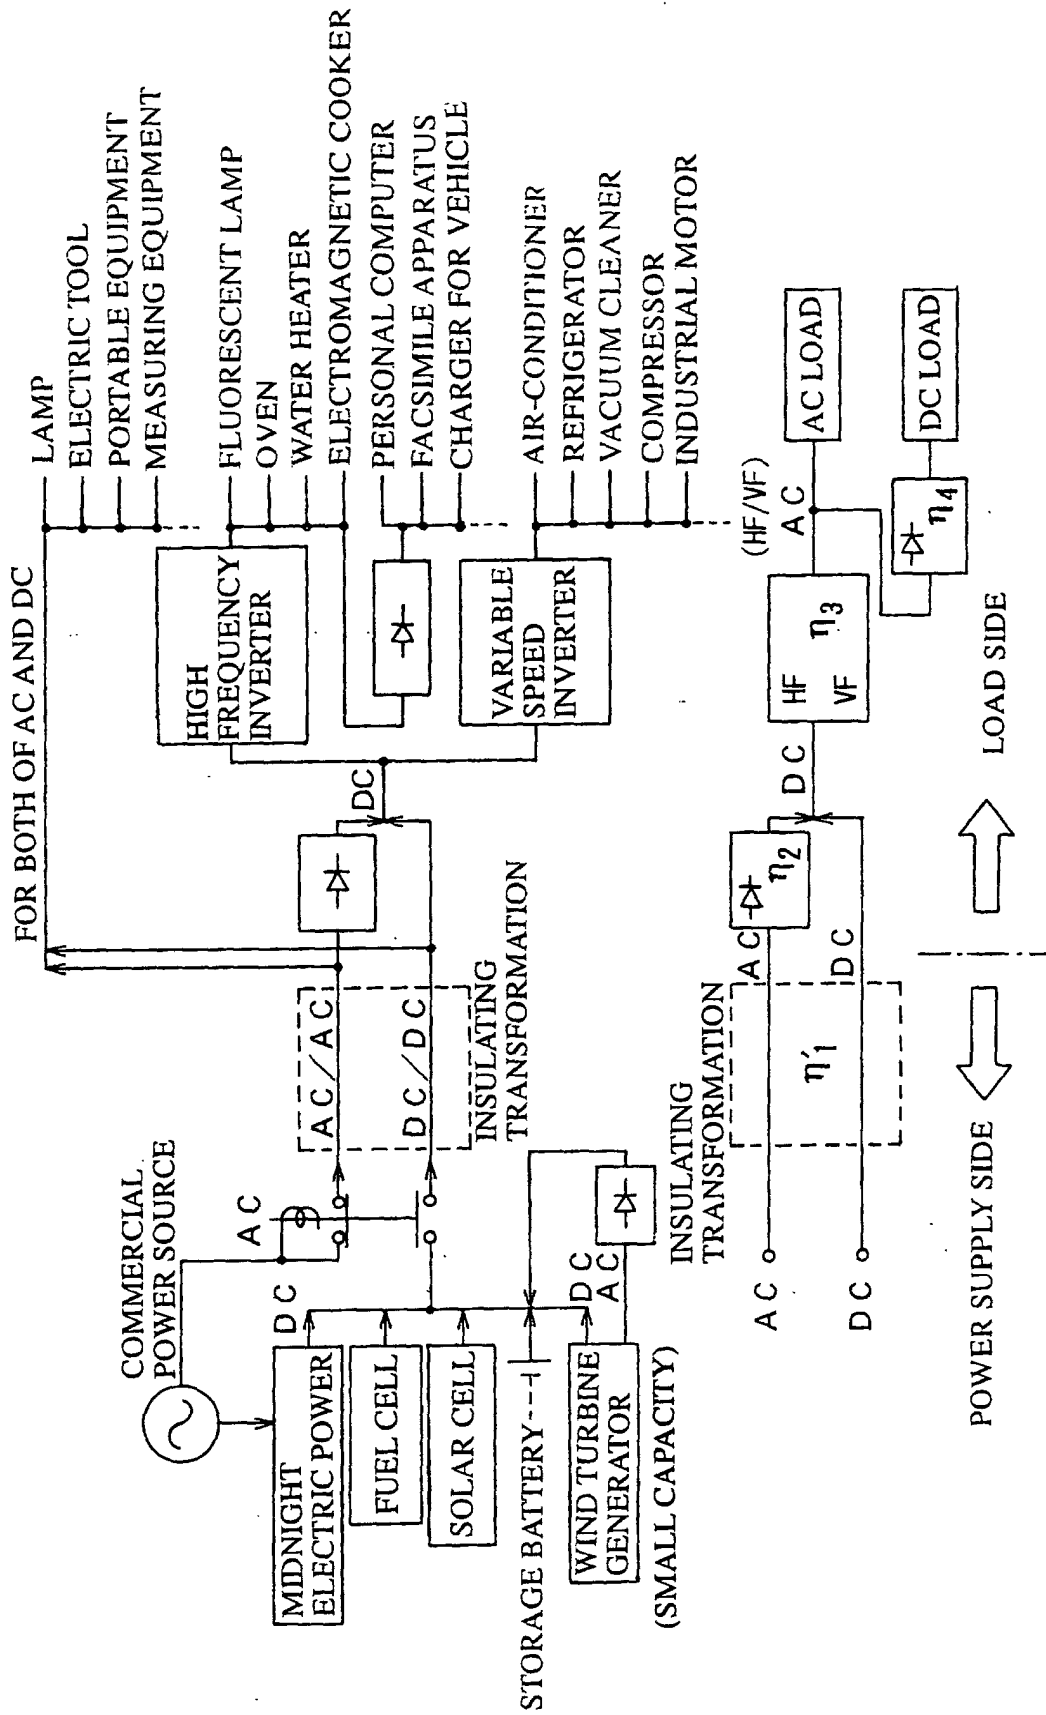 COMMERCIAL
POWER SOURCE
MIDNIGHT
ELECTRIC POWER
FUEL CELL
SOLAR CELL
STORAGE BATTERY
WIND TURBINE
GENERATOR
(SMALL CAPACITY)
DC
AC
DC
AC
AC/AC
DC/DC
INSULATING
TRANSFORMATION
FOR BOTH OF AC AND DC
DC
HIGH
FREQUENCY
INVERTER
VARIABLE
SPEED
INVERTER
LAMP
ELECTRIC TOOL
PORTABLE EQUIPMENT
MEASURING EQUIPMENT
FLUORESCENT LAMP
OVEN
WATER HEATER
ELECTROMAGNETIC COOKER
PERSONAL COMPUTER
FACSIMILE APPARATUS
CHARGER FOR VEHICLE
AIR-CONDITIONER
REFRIGERATOR
VACUUM CLEANER
COMPRESSOR
INDUSTRIAL MOTOR
INSULATING
TRANSFORMATION
AC
DC
η'1
AC
DC
η2
DC
HF
VF
η3
(HF/VF)
AC
AC LOAD
η4
DC LOAD
POWER SUPPLY SIDE
LOAD SIDE